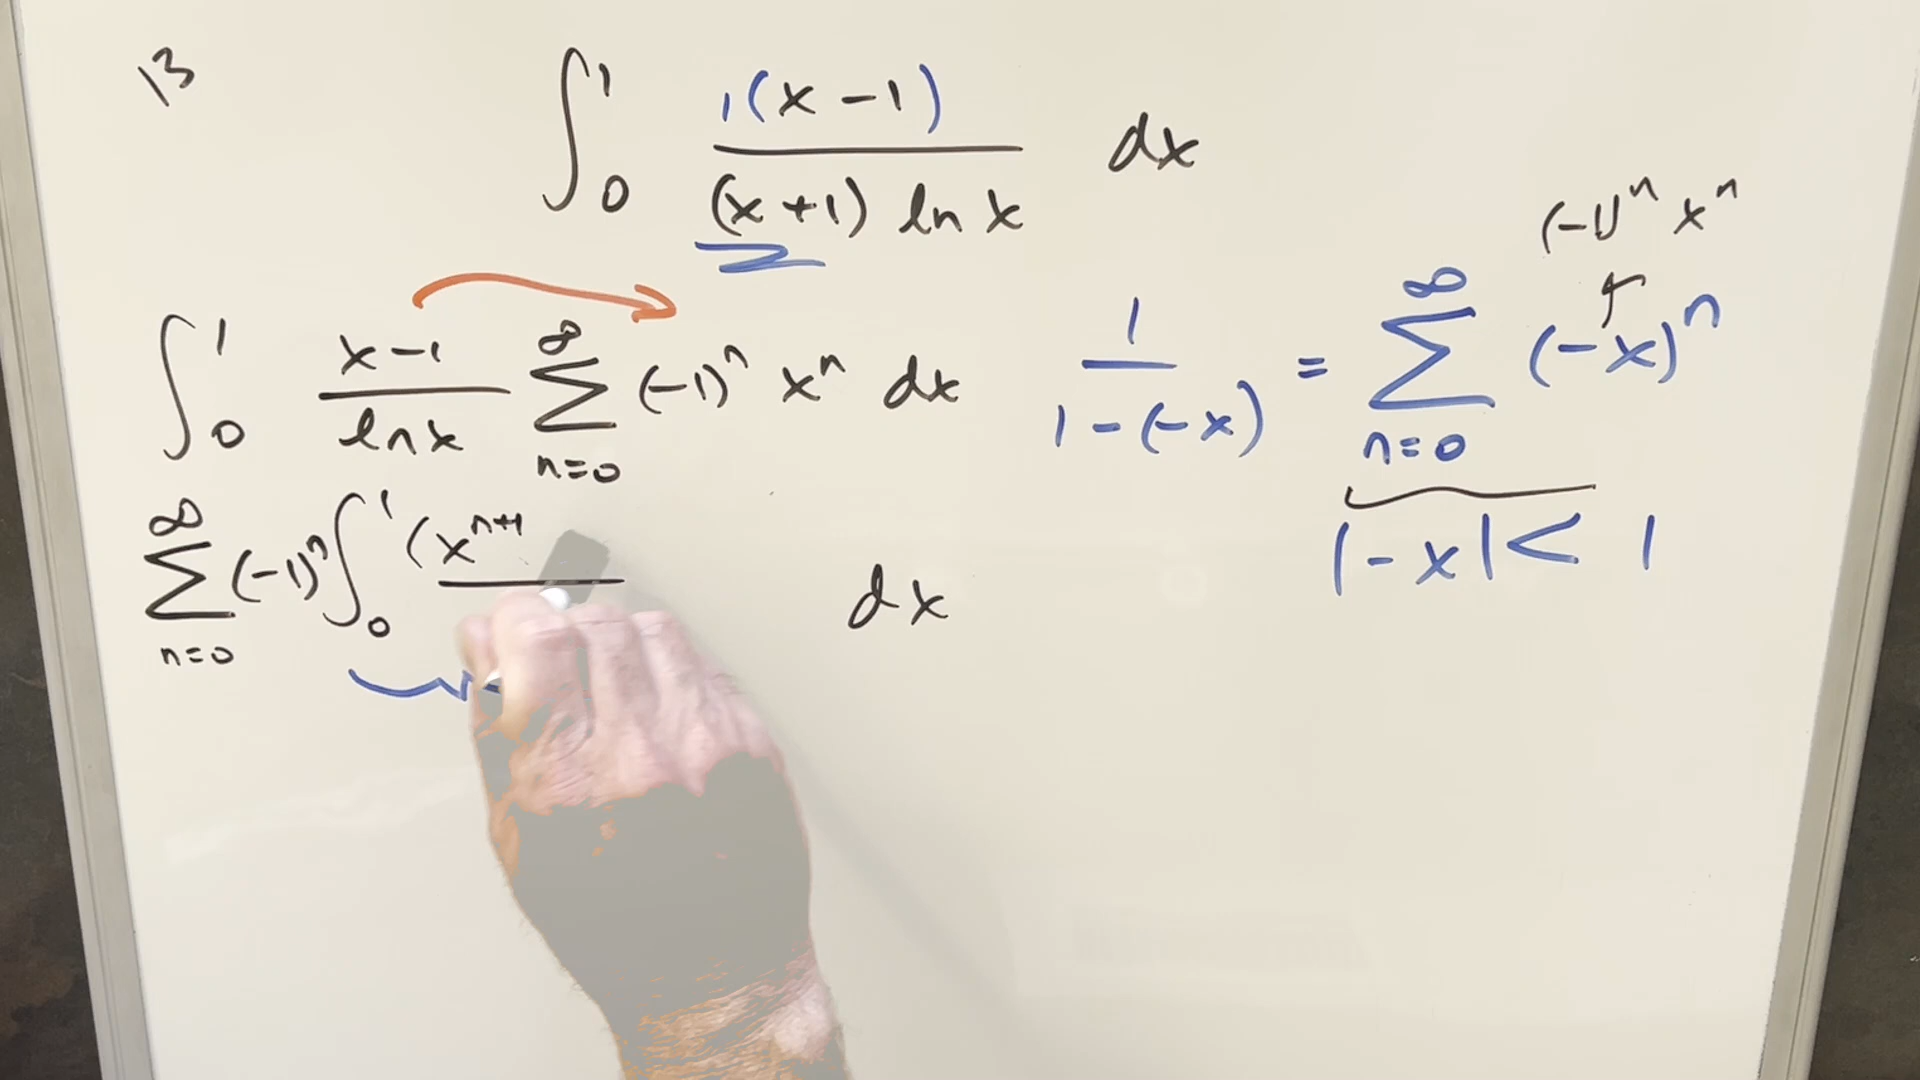 13
∫₀¹ 1(x-1) / (x+1) ln x dx
∫₀¹ x-1 / ln x ∑ₙ₌₀^∞ (-1)ⁿ xⁿ dx
(-1)ⁿ xⁿ
1 / 1-(-x) = ∑ₙ₌₀^∞ (-x)ⁿ
|-x| < 1
∑ₙ₌₀^∞ (-1)ⁿ ∫₀¹ (xⁿ⁺¹ dx